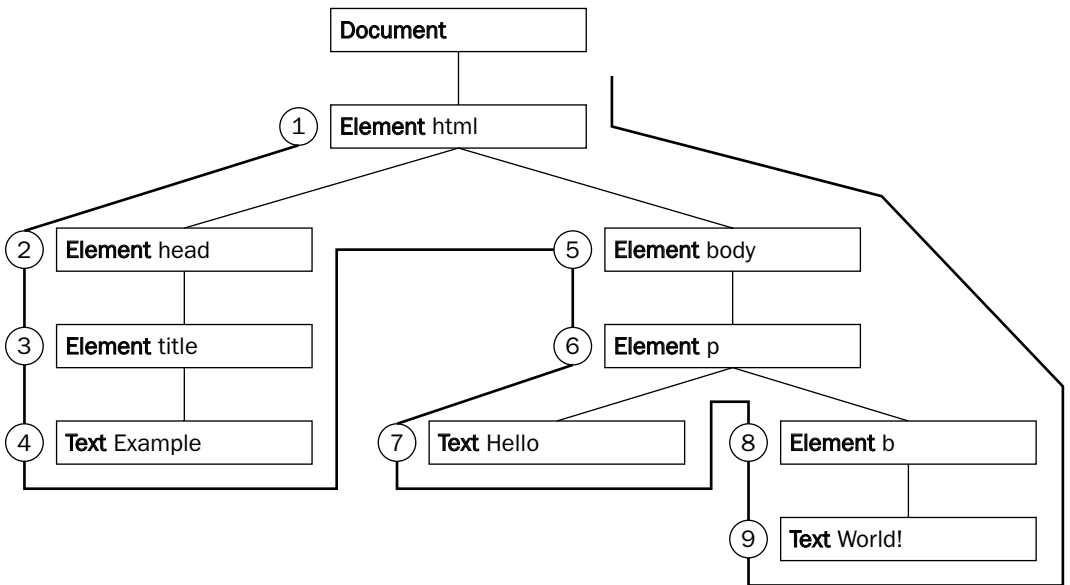 Document
1 Element html
2 Element head
5 Element body
3 Element title
6 Element p
4 Text Example
7 Text Hello
8 Element b
9 Text World!